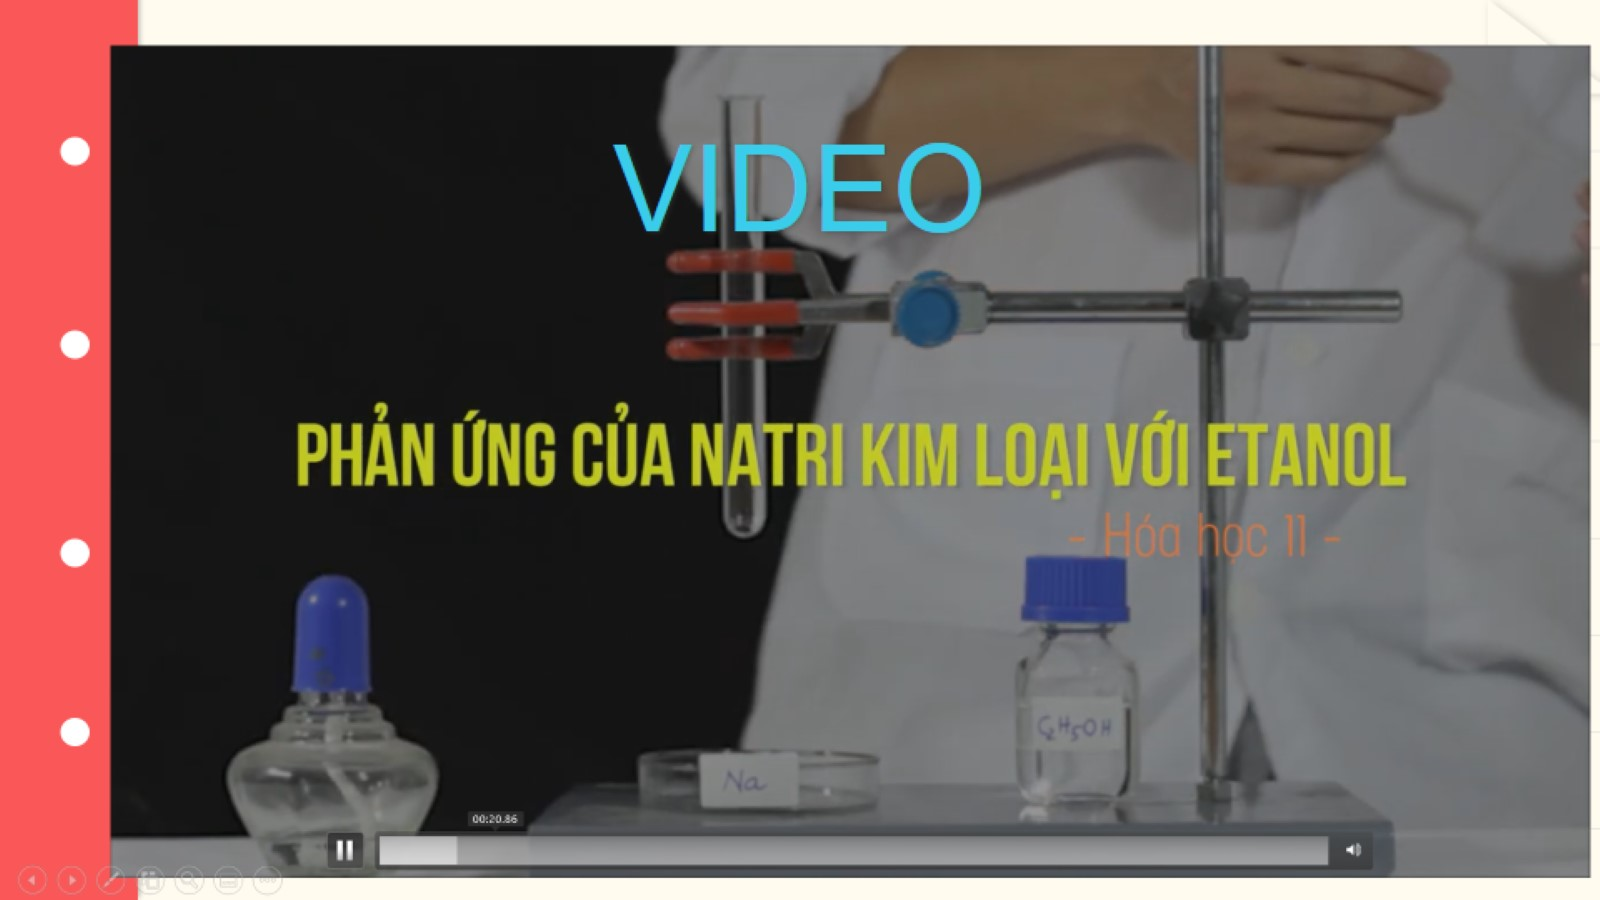 VIDEO
PHẢN ỨNG CỦA NATRI KIM LOẠI VỚI ETANOL
- Hóa học 11 -
C₂H₅OH
Na
00:20.86